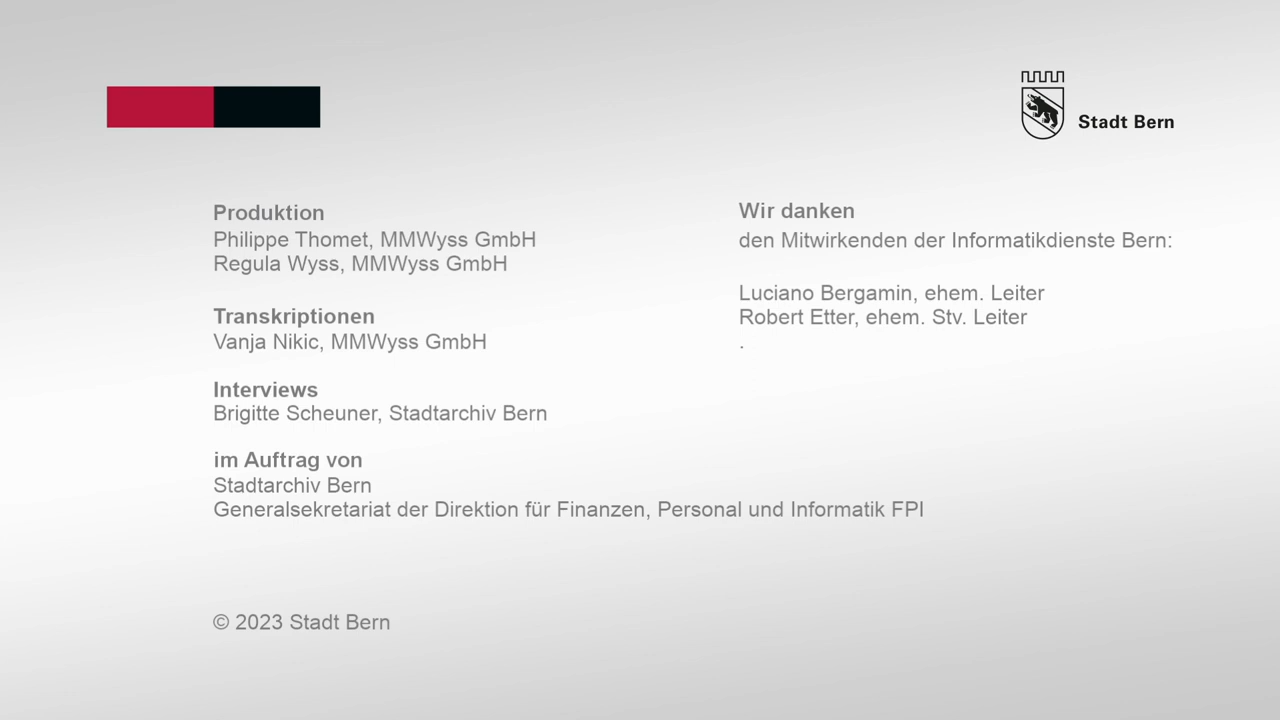 Stadt Bern
Produktion
Philippe Thomet, MMWyss GmbH
Regula Wyss, MMWyss GmbH
Transkriptionen
Vanja Nikic, MMWyss GmbH
Interviews
Brigitte Scheuner, Stadtarchiv Bern
im Auftrag von
Stadtarchiv Bern
Generalsekretariat der Direktion für Finanzen, Personal und Informatik FPI
Wir danken
den Mitwirkenden der Informatikdienste Bern:
Luciano Bergamin, ehem. Leiter
Robert Etter, ehem. Stv. Leiter
.
© 2023 Stadt Bern